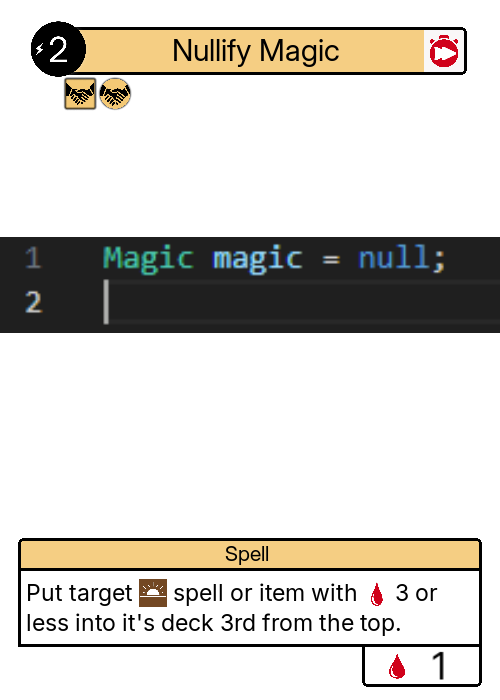 2 Nullify Magic
1 Magic magic = null;
2
Spell
Put target spell or item with 3 or
less into it's deck 3rd from the top.
1